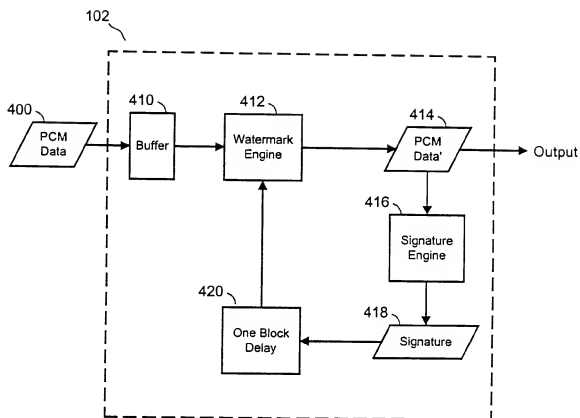 102
400
PCM
Data
410
Buffer
412
Watermark
Engine
414
PCM
Data'
Output
416
Signature
Engine
418
Signature
420
One Block
Delay